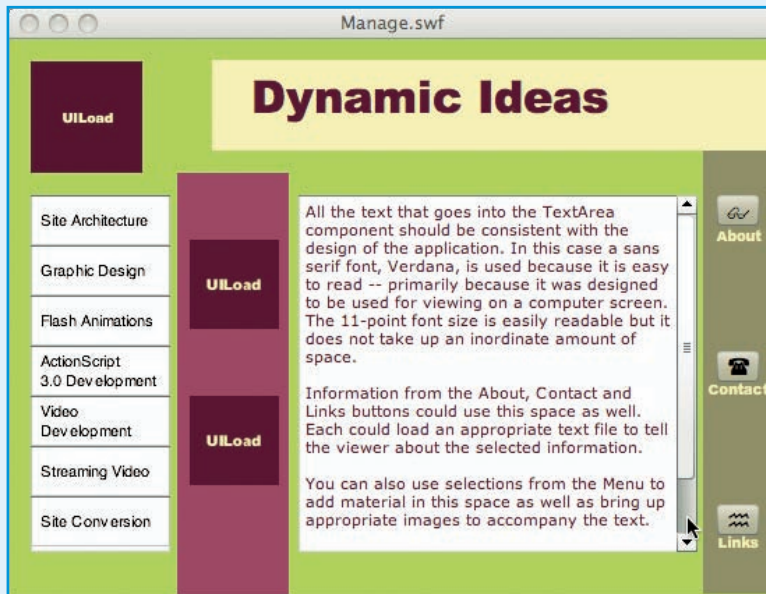 Manage.swf
UILoad
Dynamic Ideas
Site Architecture
Graphic Design
Flash Animations
ActionScript
3.0 Development
Video
Development
Streaming Video
Site Conversion
UILoad
UILoad
All the text that goes into the TextArea
component should be consistent with the
design of the application. In this case a sans
serif font, Verdana, is used because it is easy
to read -- primarily because it was designed
to be used for viewing on a computer screen.
The 11-point font size is easily readable but it
does not take up an inordinate amount of
space.
Information from the About, Contact and
Links buttons could use this space as well.
Each could load an appropriate text file to tell
the viewer about the selected information.
You can also use selections from the Menu to
add material in this space as well as bring up
appropriate images to accompany the text.
About
Contact
Links